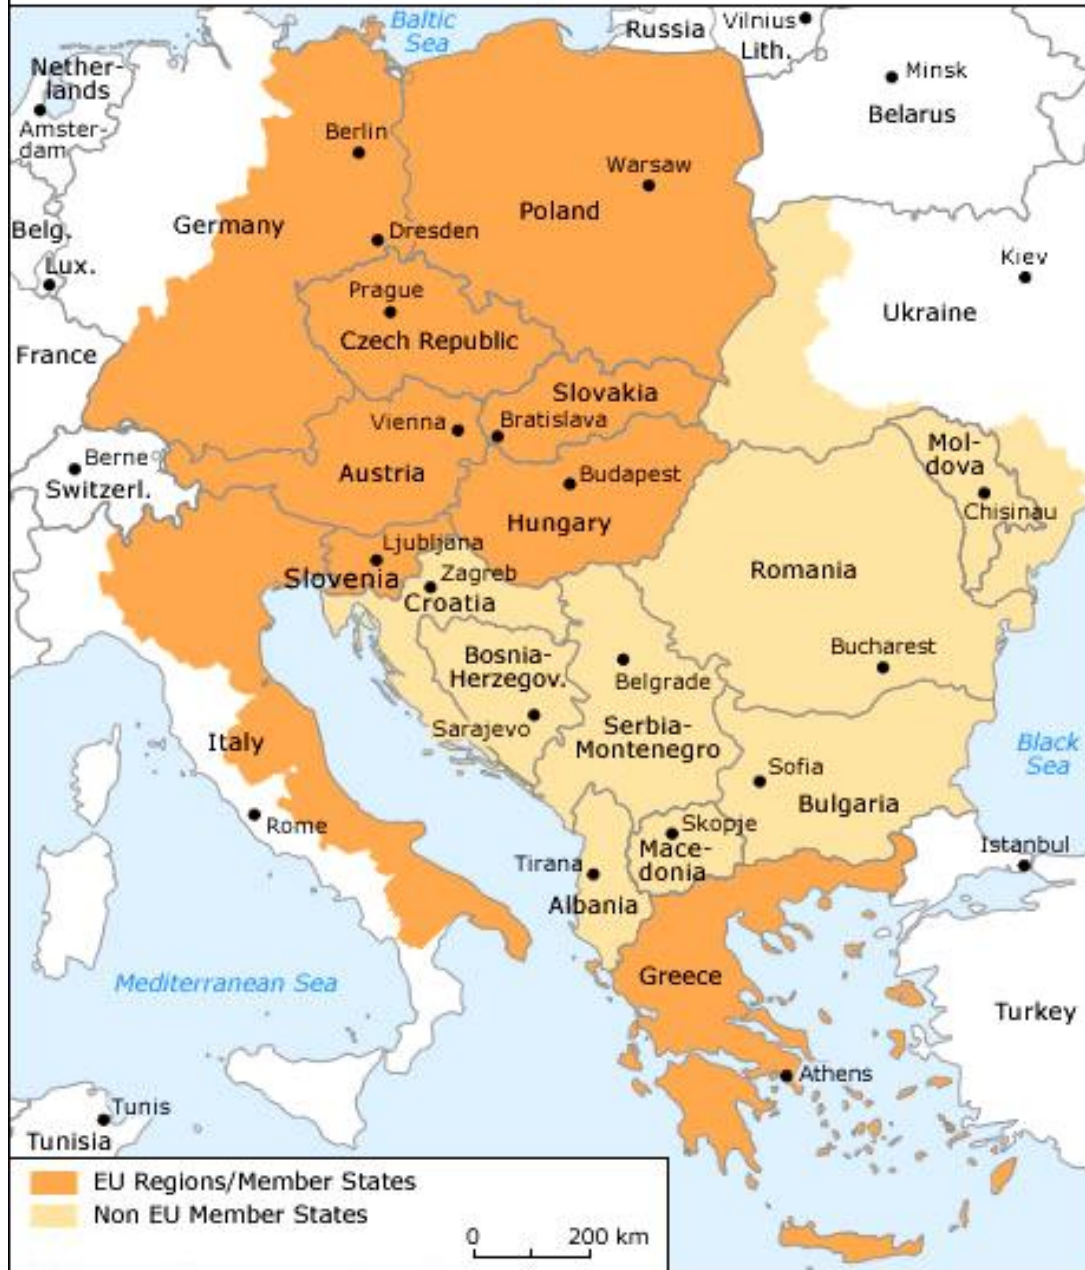 Baltic
Sea
Russia
Vilnius
Lith.
Nether-
lands
Amster-
dam
Minsk
Belarus
Berlin
Warsaw
Germany
Poland
Belg.
Dresden
Lux.
Kiev
Prague
Ukraine
Czech Republic
France
Slovakia
Vienna
Bratislava
Mol-
dova
Berne
Switzerl.
Austria
Budapest
Chisinau
Hungary
Ljubljana
Slovenia
Zagreb
Croatia
Romania
Bosnia-
Herzegov.
Bucharest
Belgrade
Sarajevo
Serbia-
Montenegro
Italy
Black
Sea
Sofia
Bulgaria
Rome
Skopje
Mace-
donia
Istanbul
Tirana
Albania
Mediterranean Sea
Greece
Turkey
Athens
Tunis
Tunisia
EU Regions/Member States
Non EU Member States
0 200 km